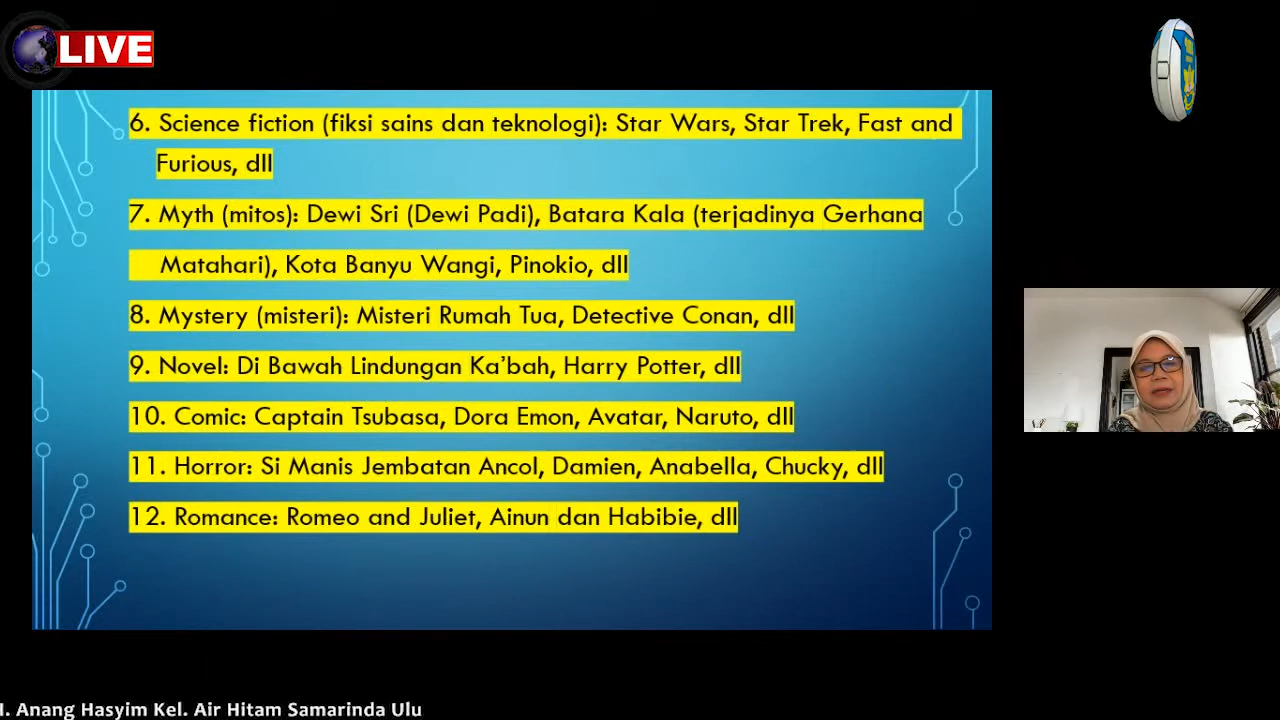 LIVE
6. Science fiction (fiksi sains dan teknologi): Star Wars, Star Trek, Fast and
Furious, dll
7. Myth (mitos): Dewi Sri (Dewi Padi), Batara Kala (terjadinya Gerhana
Matahari), Kota Banyu Wangi, Pinokio, dll
8. Mystery (misteri): Misteri Rumah Tua, Detective Conan, dll
9. Novel: Di Bawah Lindungan Ka’bah, Harry Potter, dll
10. Comic: Captain Tsubasa, Dora Emon, Avatar, Naruto, dll
11. Horror: Si Manis Jembatan Ancol, Damien, Anabella, Chucky, dll
12. Romance: Romeo and Juliet, Ainun dan Habibie, dll
. Anang Hasyim Kel. Air Hitam Samarinda Ulu